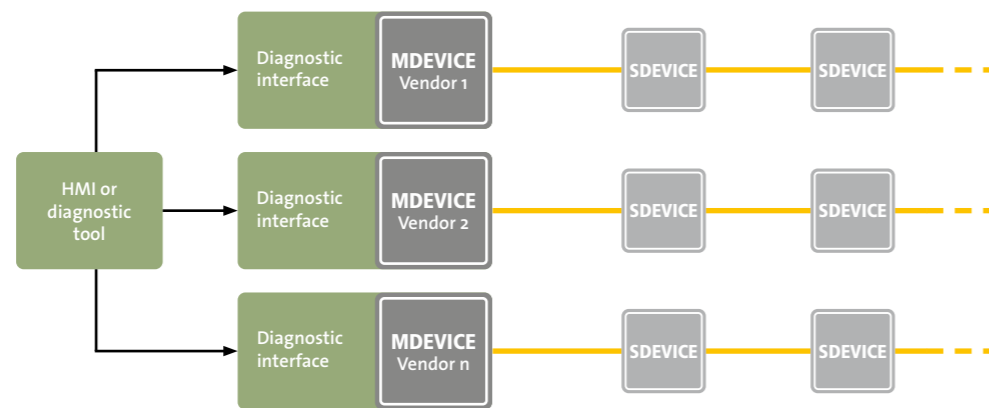 Diagnostic
interface
MDEVICE
Vendor 1
SDEVICE
SDEVICE
HMI or
diagnostic
tool
Diagnostic
interface
MDEVICE
Vendor 2
SDEVICE
SDEVICE
Diagnostic
interface
MDEVICE
Vendor n
SDEVICE
SDEVICE